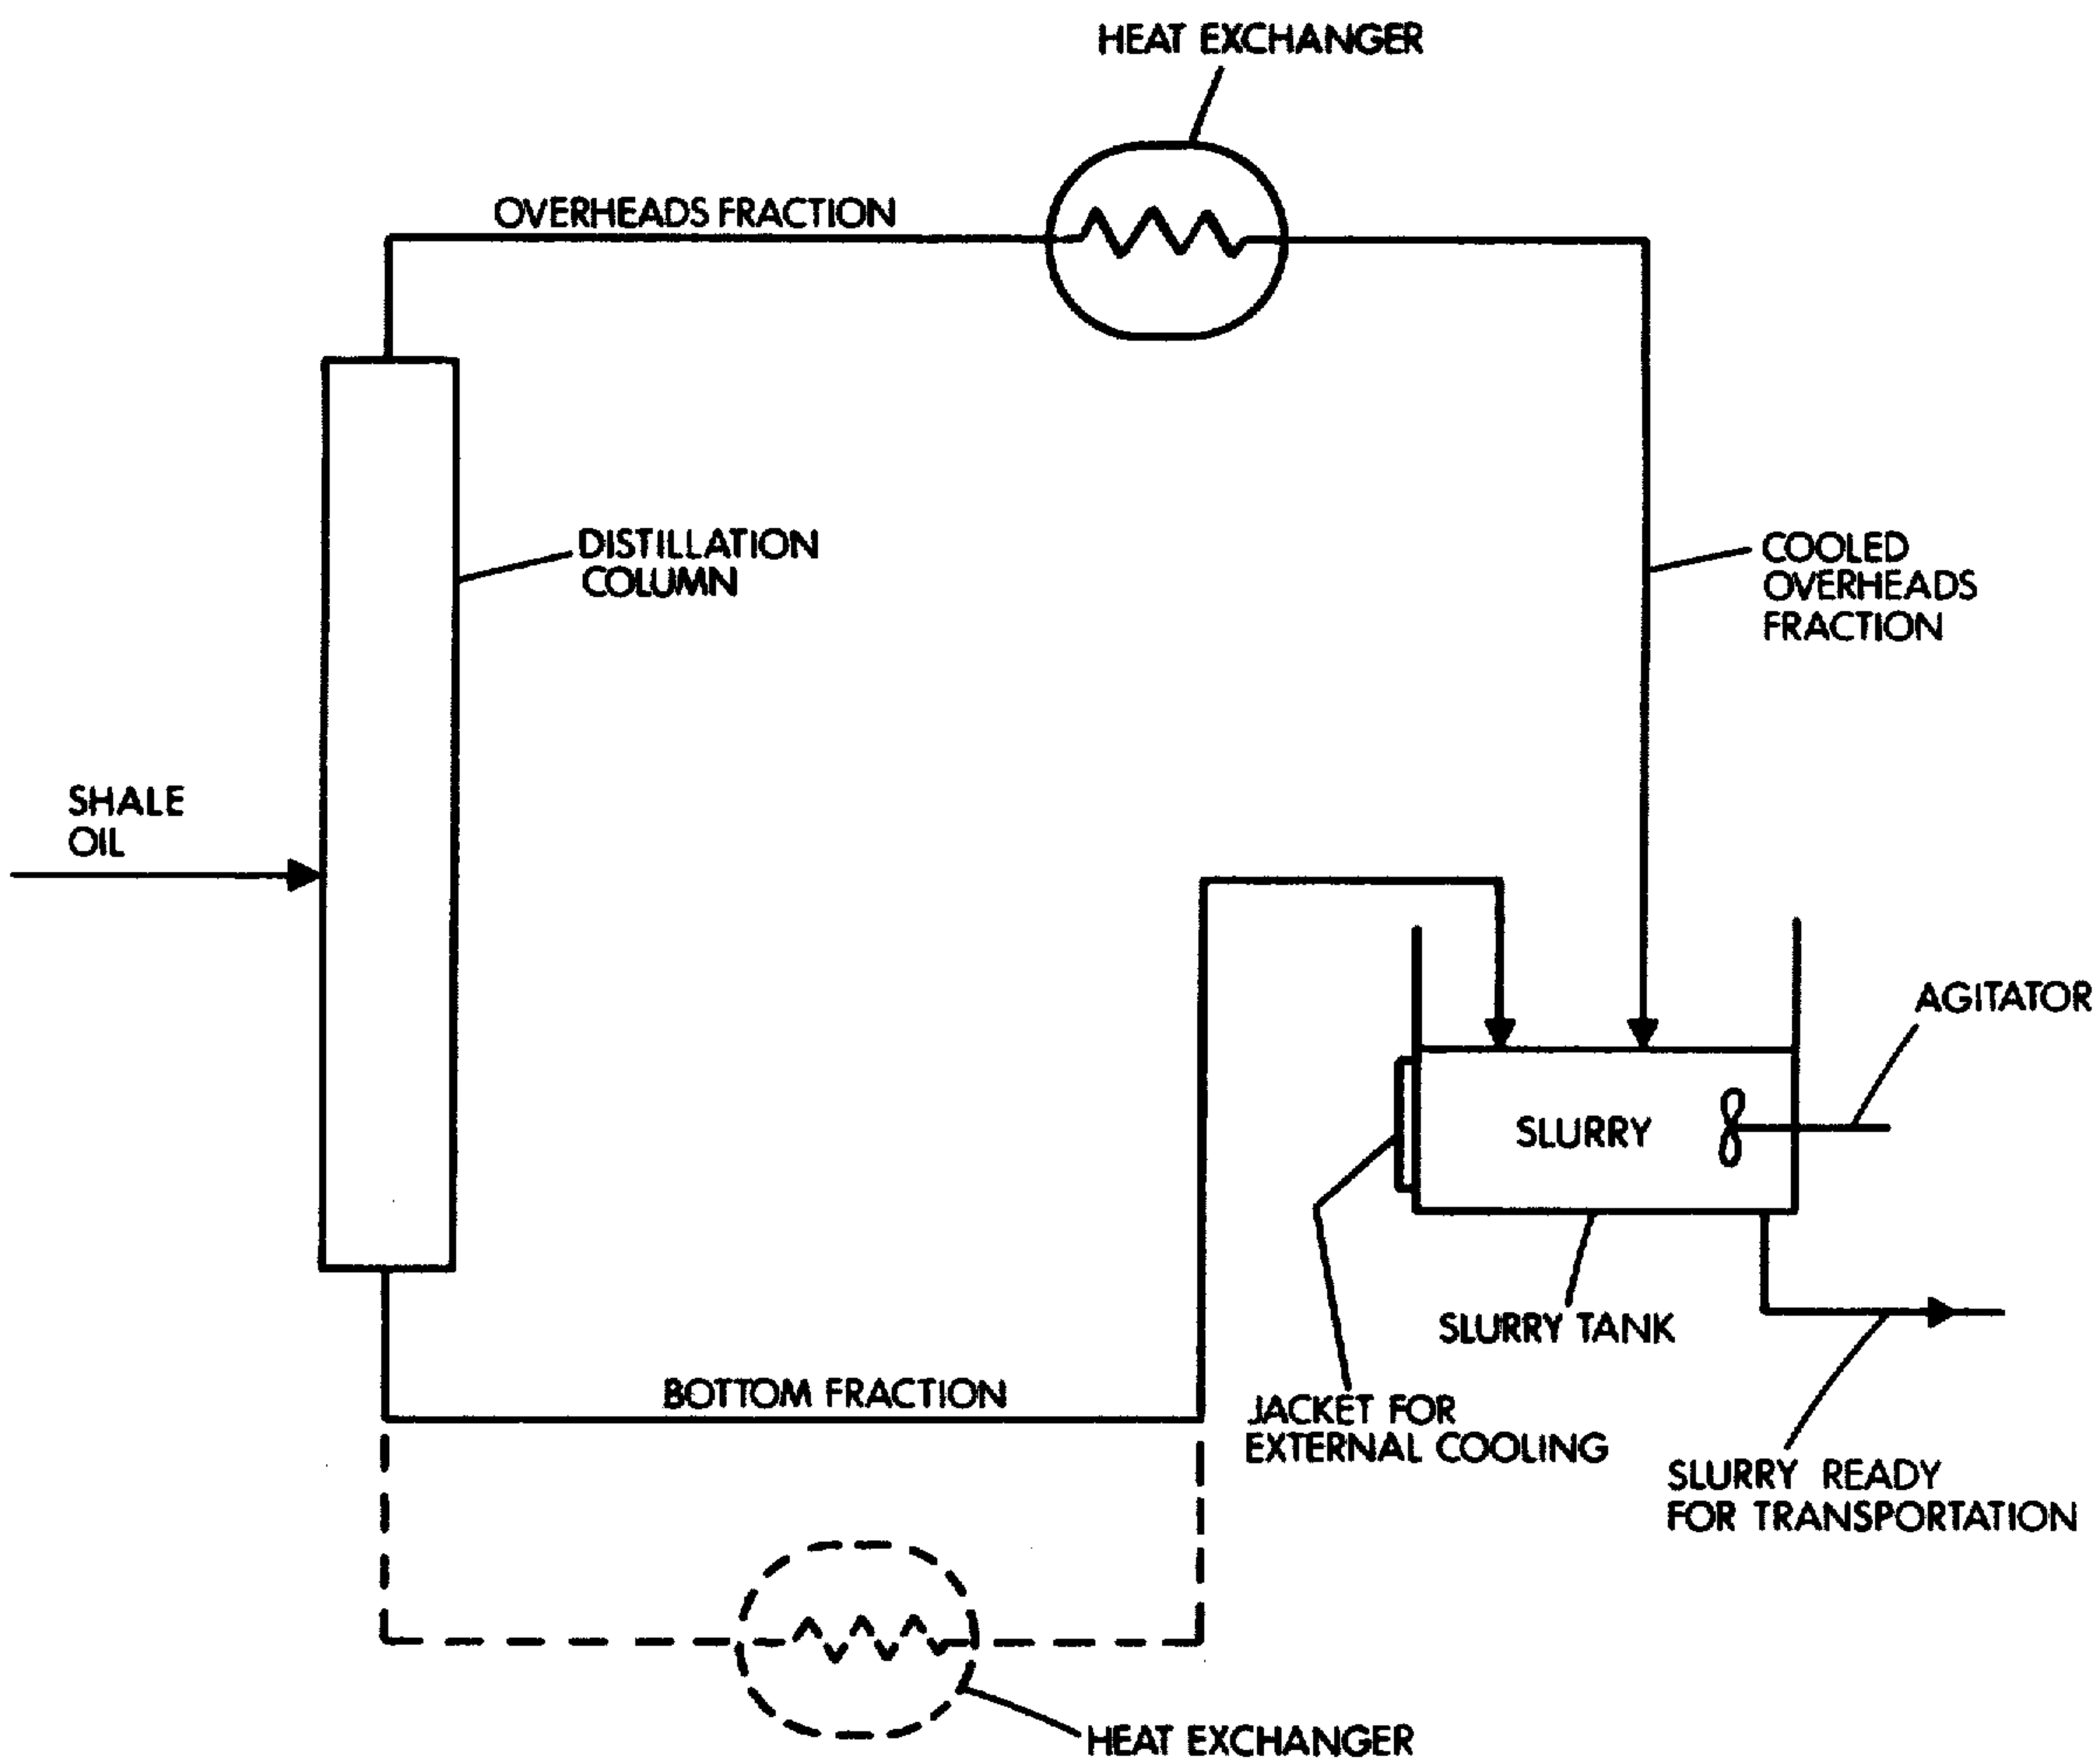 HEAT EXCHANGER
OVERHEADS FRACTION
DISTILLATION
COLUMN
COOLED
OVERHEADS
FRACTION
SHALE
OIL
AGITATOR
SLURRY
SLURRY TANK
BOTTOM FRACTION
JACKET FOR
EXTERNAL COOLING
SLURRY READY
FOR TRANSPORTATION
HEAT EXCHANGER